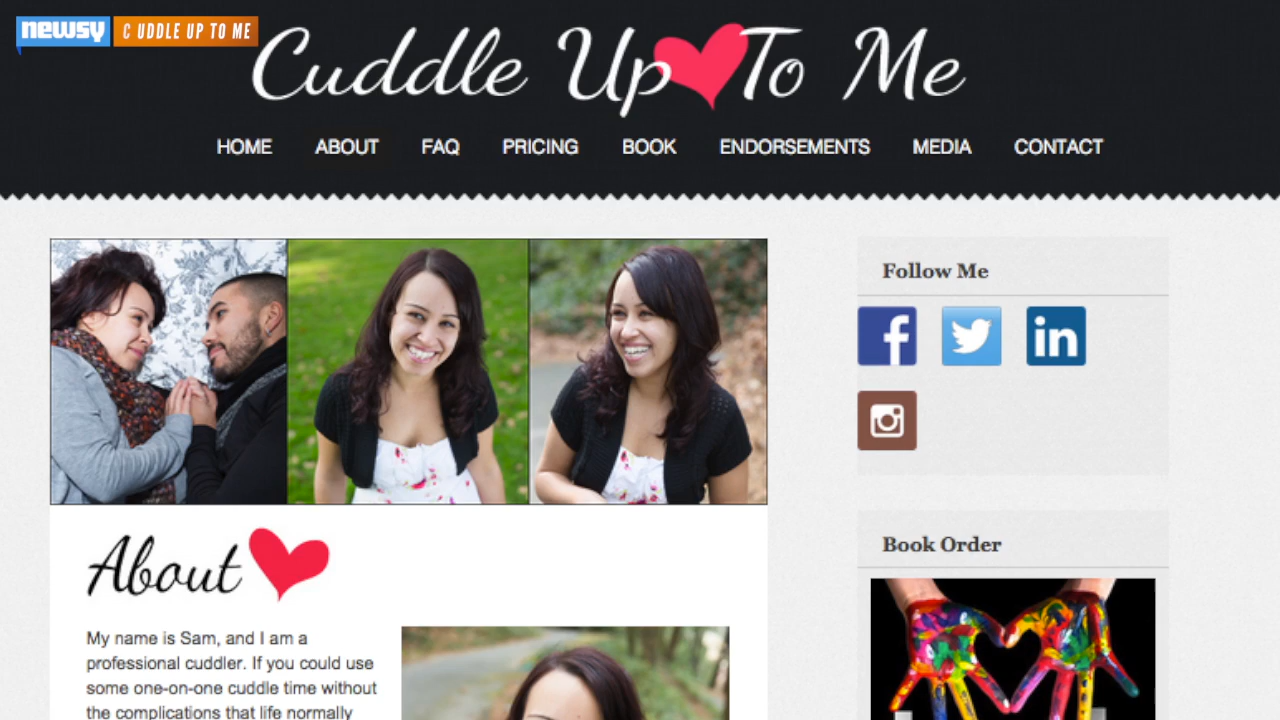 newsy CUDDLE UP TO ME
Cuddle Up To Me
HOME ABOUT FAQ PRICING BOOK ENDORSEMENTS MEDIA CONTACT
Follow Me
f in
Book Order
About
My name is Sam, and I am a
professional cuddler. If you could use
some one-on-one cuddle time without
the complications that life normally